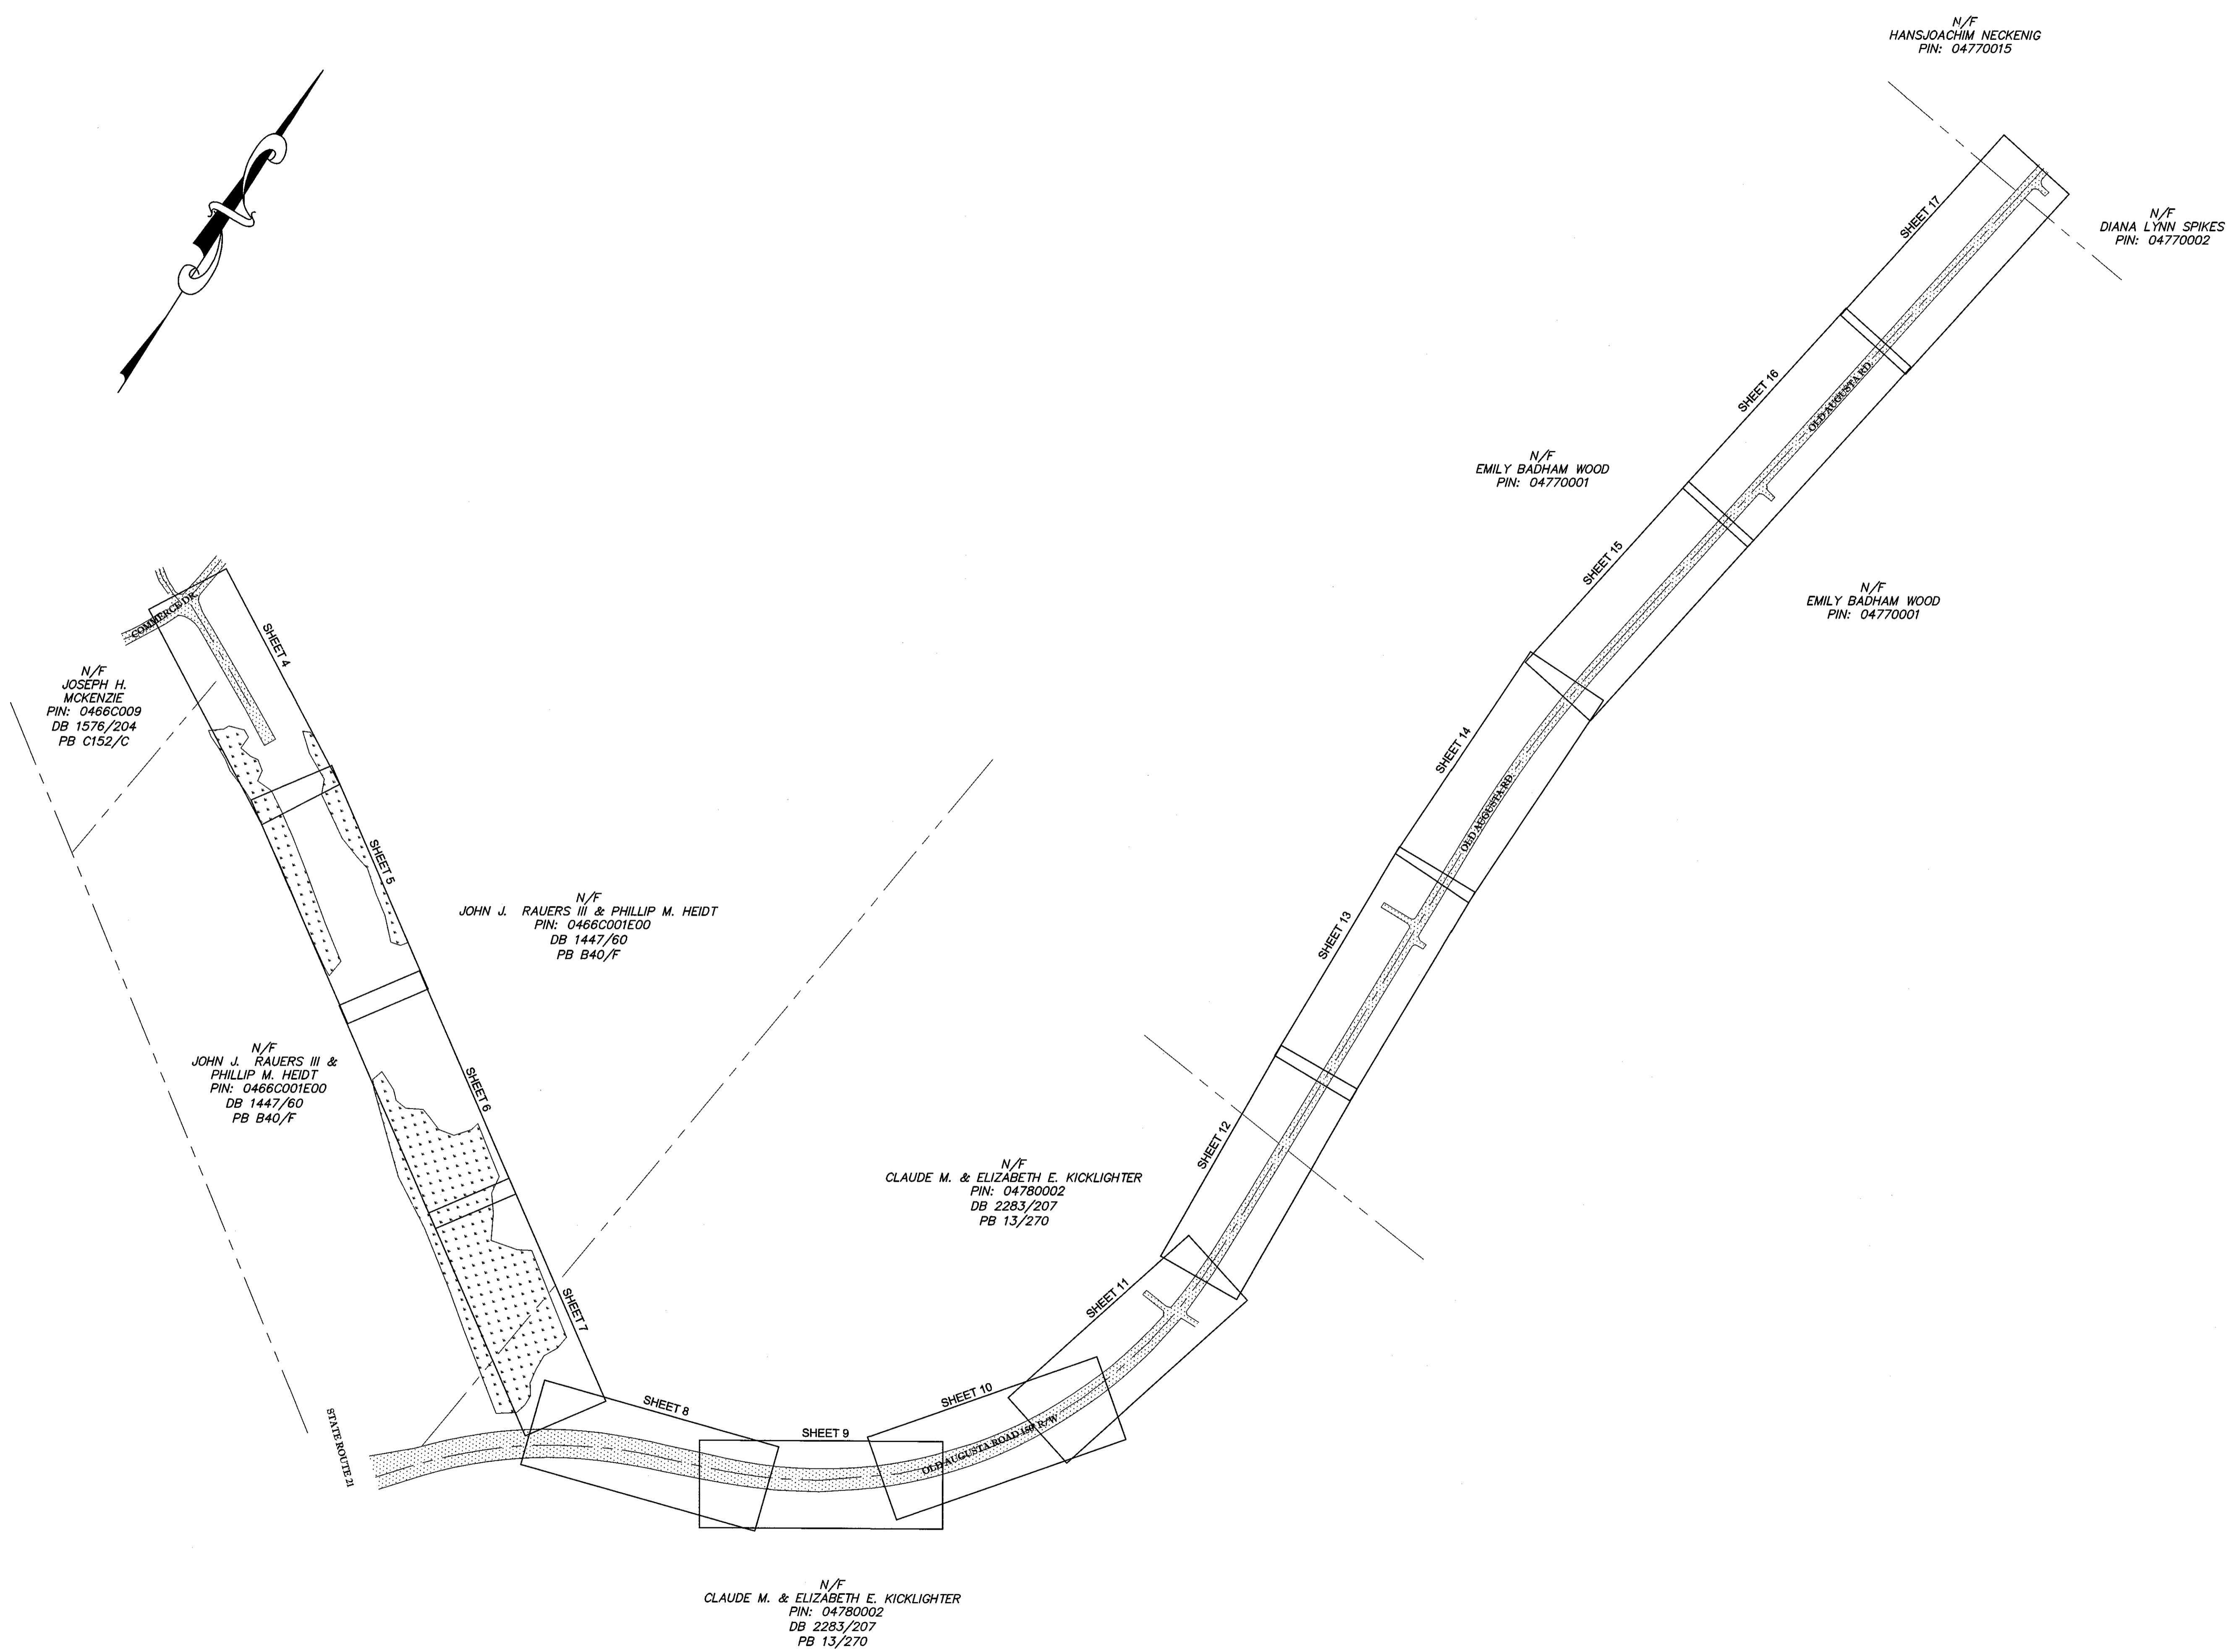 N/F
HANSJOACHIM NECKENIG
PIN: 04770015
N/F
DIANA LYNN SPIKES
PIN: 04770002
SHEET 17
SHEET 16
OLD AUGUSTA RD.
N/F
EMILY BADHAM WOOD
PIN: 04770001
SHEET 15
N/F
EMILY BADHAM WOOD
PIN: 04770001
COMMERCE DR.
SHEET 4
N/F
JOSEPH H.
MCKENZIE
PIN: 0466C009
DB 1576/204
PB C152/C
SHEET 14
OLD AUGUSTA RD.
SHEET 5
N/F
JOHN J. RAUERS III & PHILLIP M. HEIDT
PIN: 0466C001E00
DB 1447/60
PB B40/F
SHEET 13
N/F
JOHN J. RAUERS III &
PHILLIP M. HEIDT
PIN: 0466C001E00
DB 1447/60
PB B40/F
SHEET 6
SHEET 12
N/F
CLAUDE M. & ELIZABETH E. KICKLIGHTER
PIN: 04780002
DB 2283/207
PB 13/270
SHEET 7
SHEET 11
SHEET 8
SHEET 10
SHEET 9
OLD AUGUSTA ROAD R/W
STATE ROUTE 21
N/F
CLAUDE M. & ELIZABETH E. KICKLIGHTER
PIN: 04780002
DB 2283/207
PB 13/270